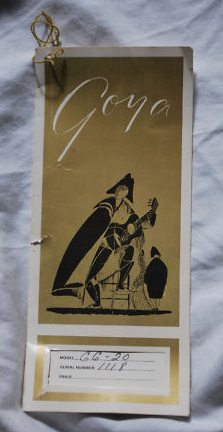 Goya
MODEL GG-20
SERIAL NUMBER 1118
PRICE